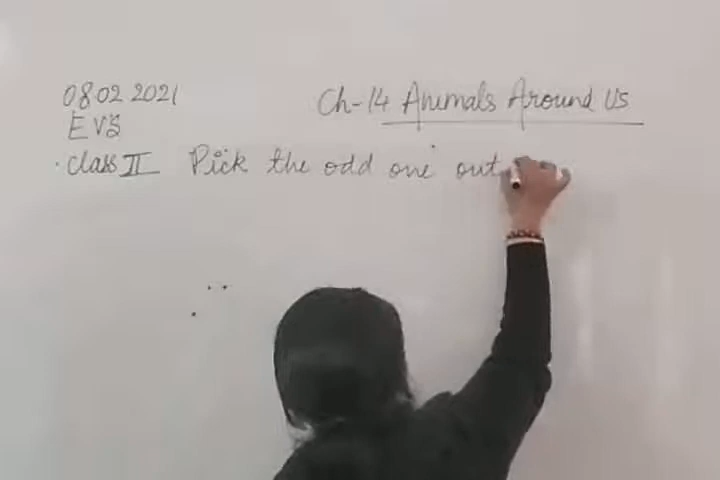 08.02 2021
Ch-14 Animals Around Us
EVS
class II Pick the odd one out